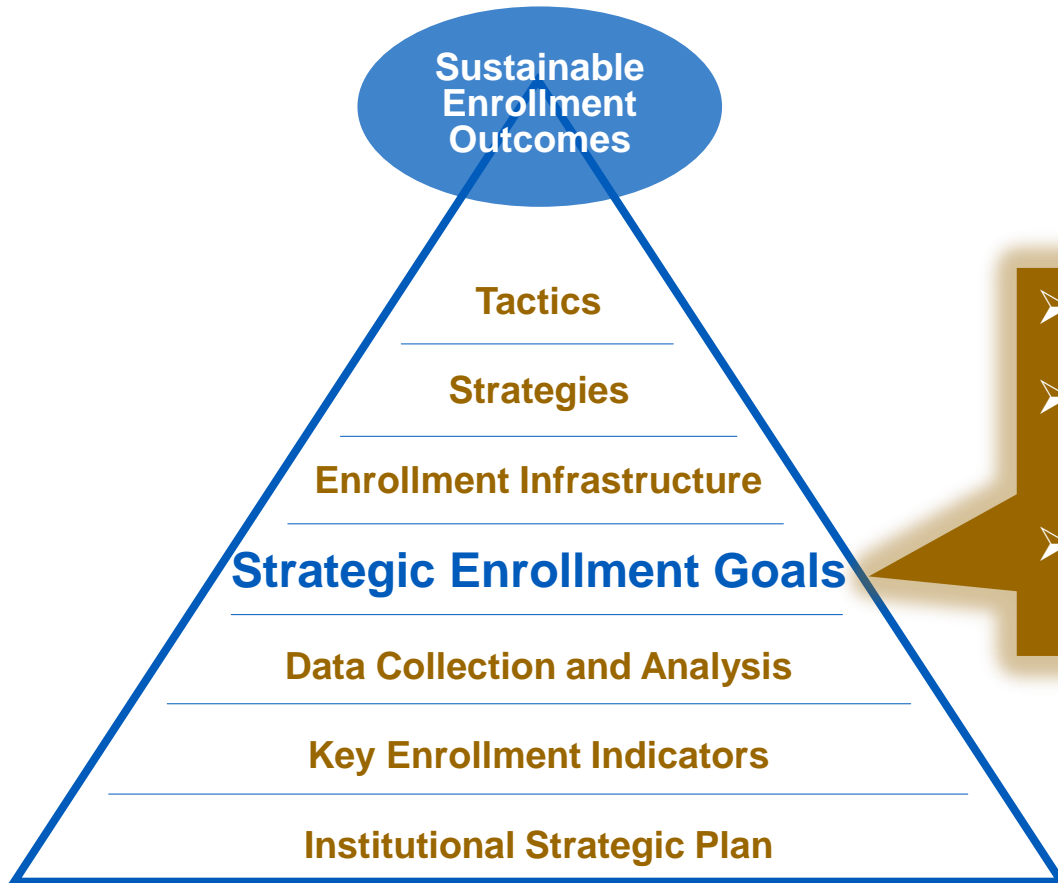 Sustainable
Enrollment
Outcomes
Tactics
Strategies
Enrollment Infrastructure
Strategic Enrollment Goals
Data Collection and Analysis
Key Enrollment Indicators
Institutional Strategic Plan